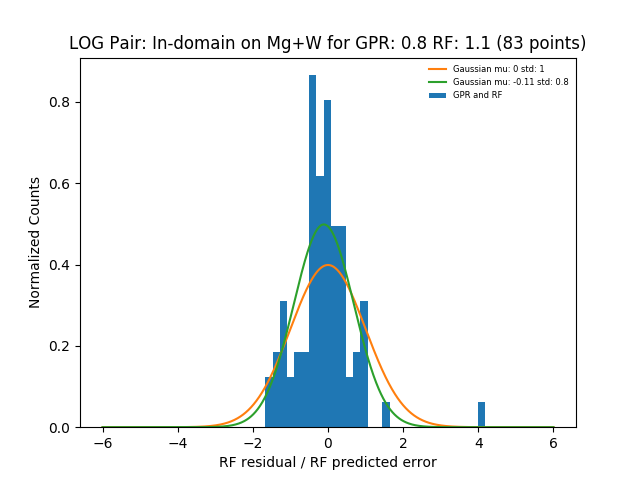 LOG Pair: In-domain on Mg+W for GPR: 0.8 RF: 1.1 (83 points)
Gaussian mu: 0 std: 1
Gaussian mu: -0.11 std: 0.8
GPR and RF
Normalized Counts
0.8
0.6
0.4
0.2
0.0
−6 −4 −2 0 2 4 6
RF residual / RF predicted error